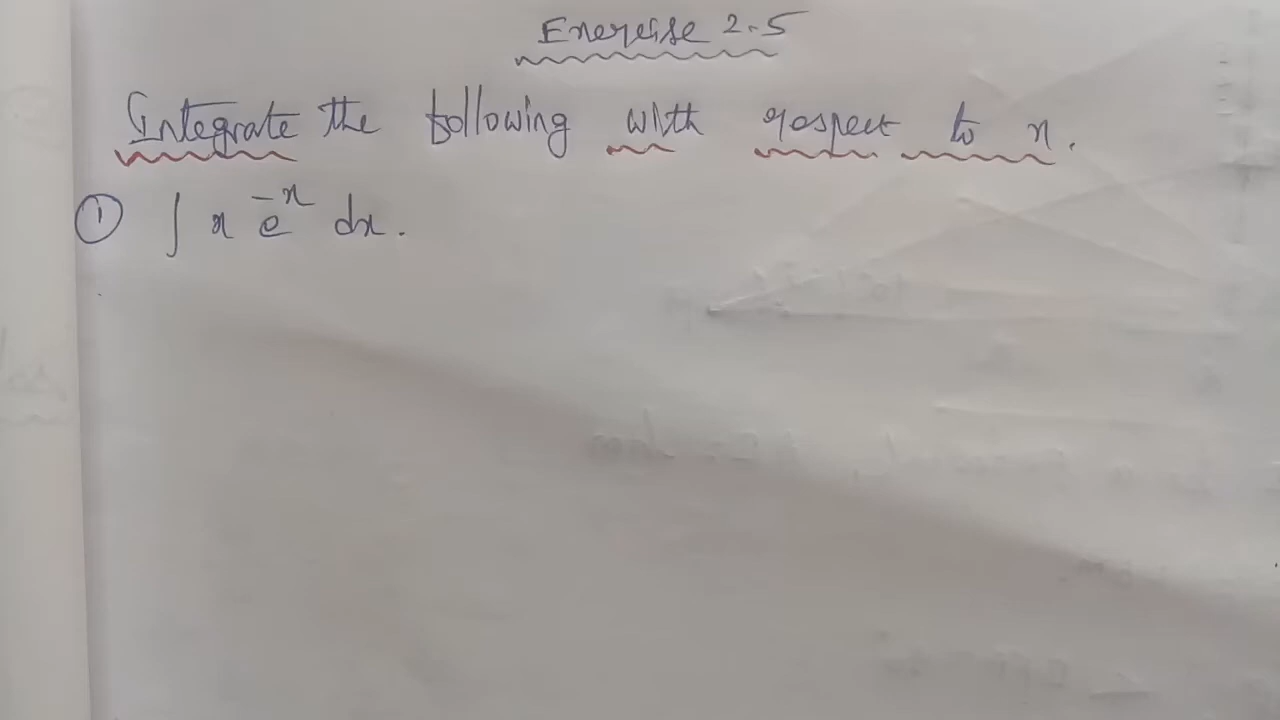 Exercise 2.5
Integrate the following with respect to x.
① ∫ x e^-x dx.